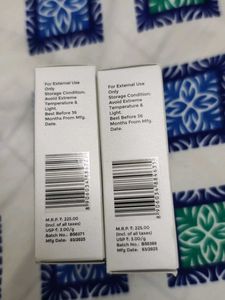 For External Use
Only
Storage Condition:
Avoid Extreme
Temperature &
Light.
Best Before 36
Months From Mfg.
Date.
M.R.P. ₹. 225.00
(Incl. of all taxes)
USP ₹. 3.00/g
Batch No.: BS0371
Mfg Date: 03/2025
For External Use
Only
Storage Condition:
Avoid Extreme
Temperature &
Light.
Best Before 36
Months From Mfg.
Date.
M.R.P. ₹. 225.00
(Incl. of all taxes)
USP ₹. 3.00/g
Batch No.:
Mfg Date: 03/2025